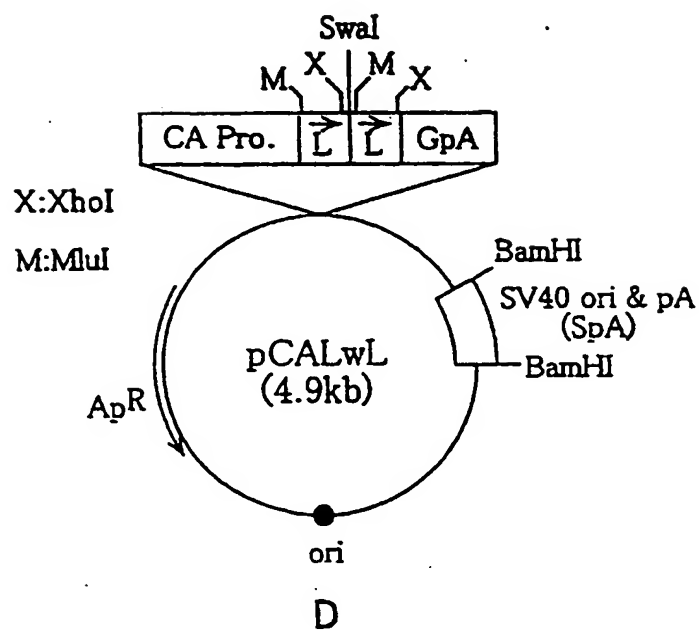 SwaI
M X M X
CA Pro. L L GpA
X:XhoI
M:MluI
BamHI
SV40 ori & pA
(SpA)
BamHI
pCALwL
(4.9kb)
ApR
ori
D